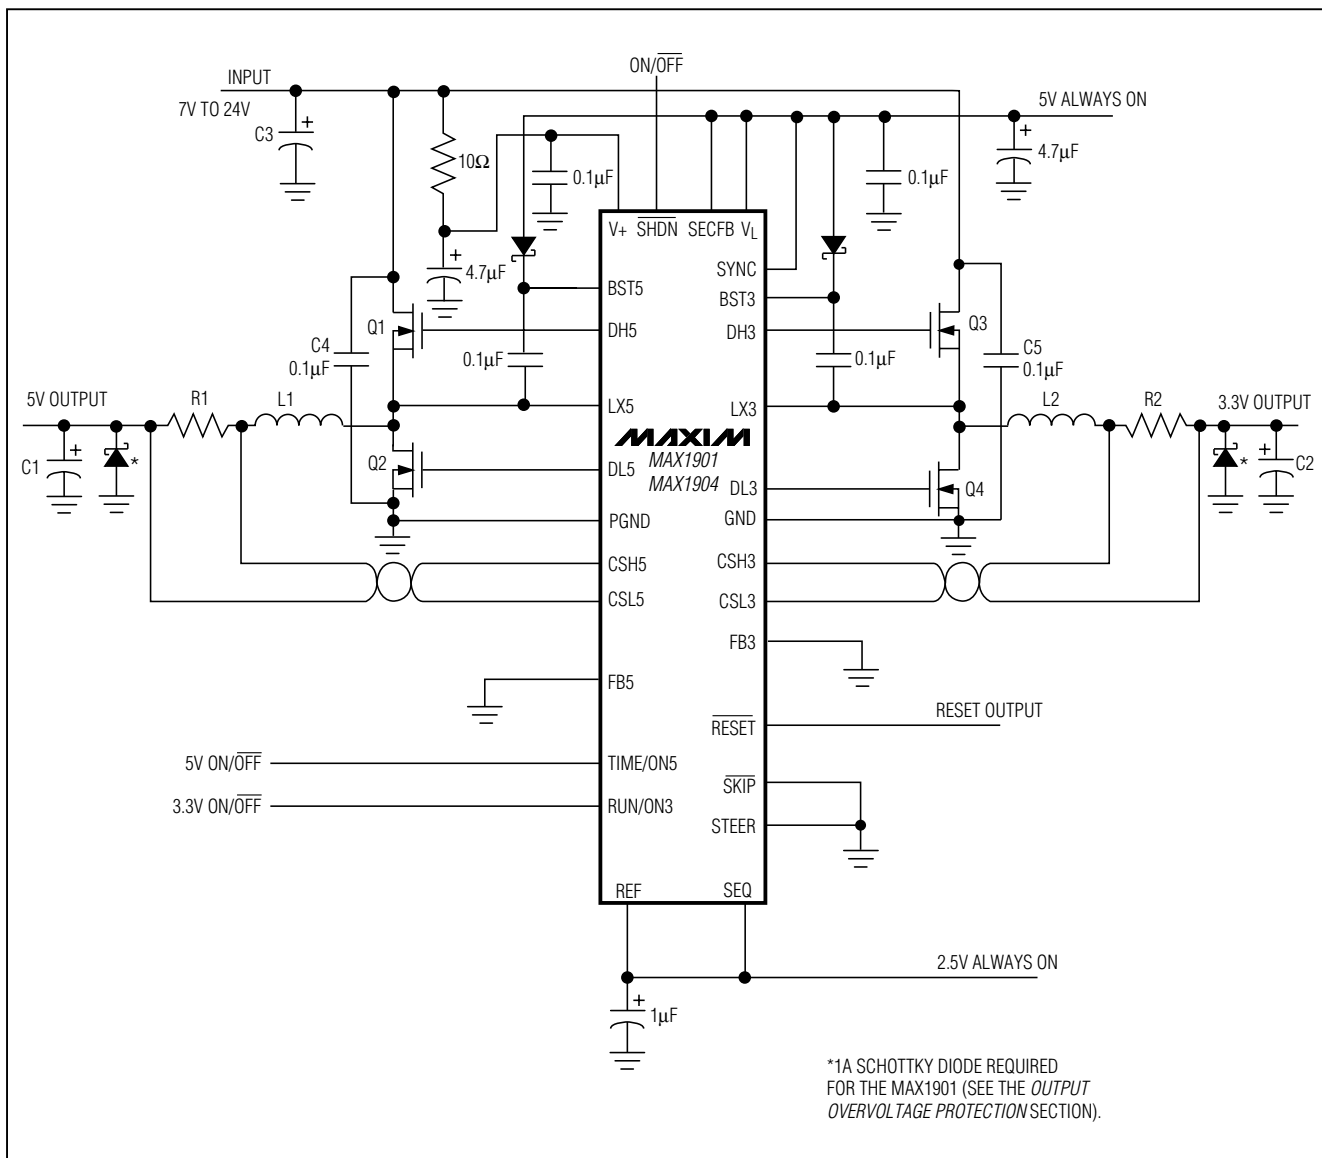 ON/OFF
INPUT
7V TO 24V
5V ALWAYS ON
C3
+
10Ω
0.1µF
0.1µF
+
4.7µF
V+
SHDN
SECFB
VL
+
4.7µF
SYNC
BST5
BST3
Q1
DH5
DH3
Q3
C4
0.1µF
0.1µF
0.1µF
C5
0.1µF
5V OUTPUT
R1
L1
LX5
LX3
L2
R2
3.3V OUTPUT
MAXIM
MAX1901
MAX1904
C1
+
*
Q2
DL5
DL3
Q4
*
+
C2
PGND
GND
CSH5
CSH3
CSL5
CSL3
FB3
FB5
RESET
RESET OUTPUT
5V ON/OFF
TIME/ON5
SKIP
3.3V ON/OFF
RUN/ON3
STEER
REF
SEQ
2.5V ALWAYS ON
+
1µF
*1A SCHOTTKY DIODE REQUIRED
FOR THE MAX1901 (SEE THE OUTPUT
OVERVOLTAGE PROTECTION SECTION).